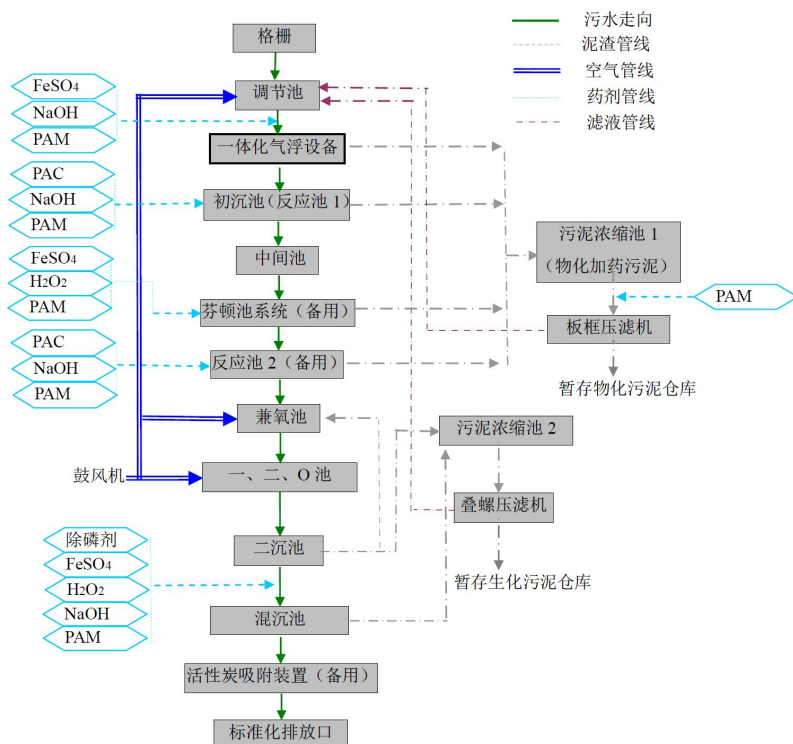 污水走向
泥渣管线
空气管线
药剂管线
滤液管线
格栅
FeSO4
NaOH
PAM
调节池
一体化气浮设备
PAC
NaOH
PAM
初沉池（反应池 1）
中间池
FeSO4
H2O2
PAM
芬顿池系统（备用）
PAC
NaOH
PAM
反应池 2（备用）
污泥浓缩池 1
（物化加药污泥）
PAM
板框压滤机
暂存物化污泥仓库
兼氧池
污泥浓缩池 2
鼓风机
一、二、O 池
叠螺压滤机
暂存生化污泥仓库
二沉池
除磷剂
FeSO4
H2O2
NaOH
PAM
混沉池
活性炭吸附装置（备用）
标准化排放口